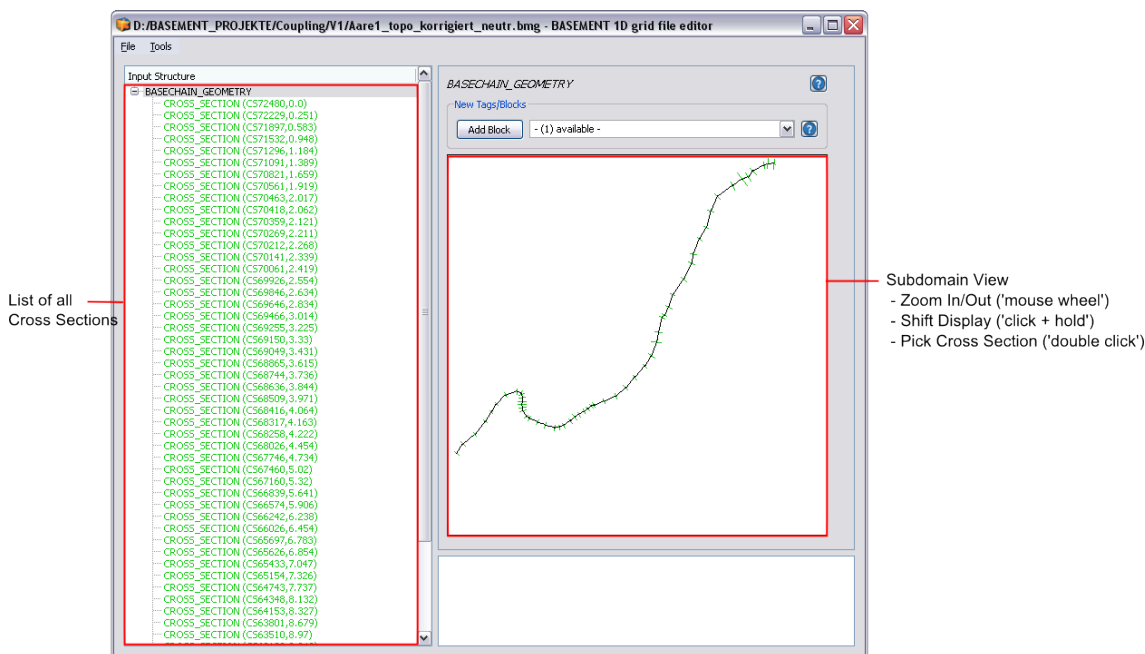 D:/BASEMENT_PROJEKTE/Coupling/V1/Aare1_topo_korrigiert_neutr.bmg - BASEMENT 1D grid file editor
File Tools
Input Structure
BASECHAIN_GEOMETRY
CROSS_SECTION (CS72480,0.0)
CROSS_SECTION (CS72229,0.251)
CROSS_SECTION (CS71897,0.583)
CROSS_SECTION (CS71532,0.948)
CROSS_SECTION (CS71296,1.184)
CROSS_SECTION (CS71091,1.389)
CROSS_SECTION (CS70821,1.659)
CROSS_SECTION (CS70561,1.919)
CROSS_SECTION (CS70463,2.017)
CROSS_SECTION (CS70418,2.062)
CROSS_SECTION (CS70359,2.121)
CROSS_SECTION (CS70269,2.211)
CROSS_SECTION (CS70212,2.268)
CROSS_SECTION (CS70141,2.339)
CROSS_SECTION (CS70061,2.419)
CROSS_SECTION (CS69926,2.554)
CROSS_SECTION (CS69846,2.634)
CROSS_SECTION (CS69646,2.834)
CROSS_SECTION (CS69466,3.014)
CROSS_SECTION (CS69255,3.225)
CROSS_SECTION (CS69150,3.33)
CROSS_SECTION (CS69049,3.431)
CROSS_SECTION (CS68865,3.615)
CROSS_SECTION (CS68744,3.736)
CROSS_SECTION (CS68636,3.844)
CROSS_SECTION (CS68509,3.971)
CROSS_SECTION (CS68416,4.064)
CROSS_SECTION (CS68317,4.163)
CROSS_SECTION (CS68258,4.222)
CROSS_SECTION (CS68026,4.454)
CROSS_SECTION (CS67746,4.734)
CROSS_SECTION (CS67460,5.02)
CROSS_SECTION (CS67160,5.32)
CROSS_SECTION (CS66839,5.641)
CROSS_SECTION (CS66574,5.906)
CROSS_SECTION (CS66242,6.238)
CROSS_SECTION (CS66026,6.454)
CROSS_SECTION (CS65697,6.783)
CROSS_SECTION (CS65626,6.854)
CROSS_SECTION (CS65433,7.047)
CROSS_SECTION (CS65154,7.326)
CROSS_SECTION (CS64743,7.737)
CROSS_SECTION (CS64348,8.132)
CROSS_SECTION (CS64153,8.327)
CROSS_SECTION (CS63801,8.679)
CROSS_SECTION (CS63510,8.97)
BASECHAIN_GEOMETRY
New Tags/Blocks
Add Block
- (1) available -
List of all
Cross Sections
Subdomain View
- Zoom In/Out ('mouse wheel')
- Shift Display ('click + hold')
- Pick Cross Section ('double click')